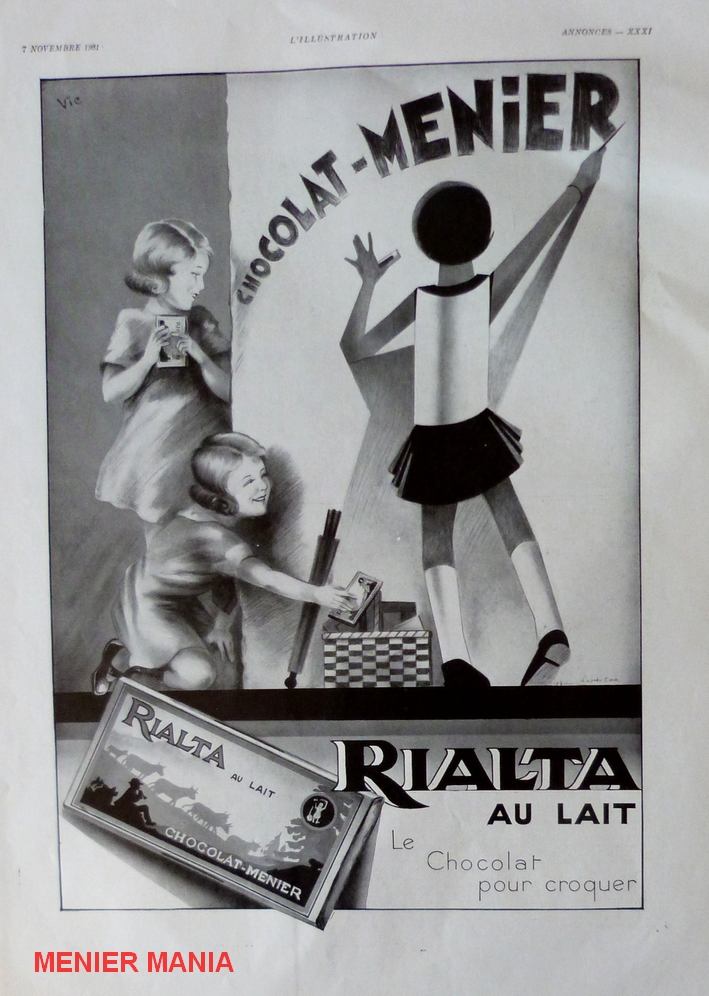 7 NOVEMBRE 1931
L'ILLUSTRATION
ANNONCES — XXXI
Vic
CHOCOLAT-MENiER
RIALTA
AU LAIT
CHOCOLAT-MENIER
RIALTA
AU LAIT
Le
Chocolat
pour croquer
MENIER MANIA